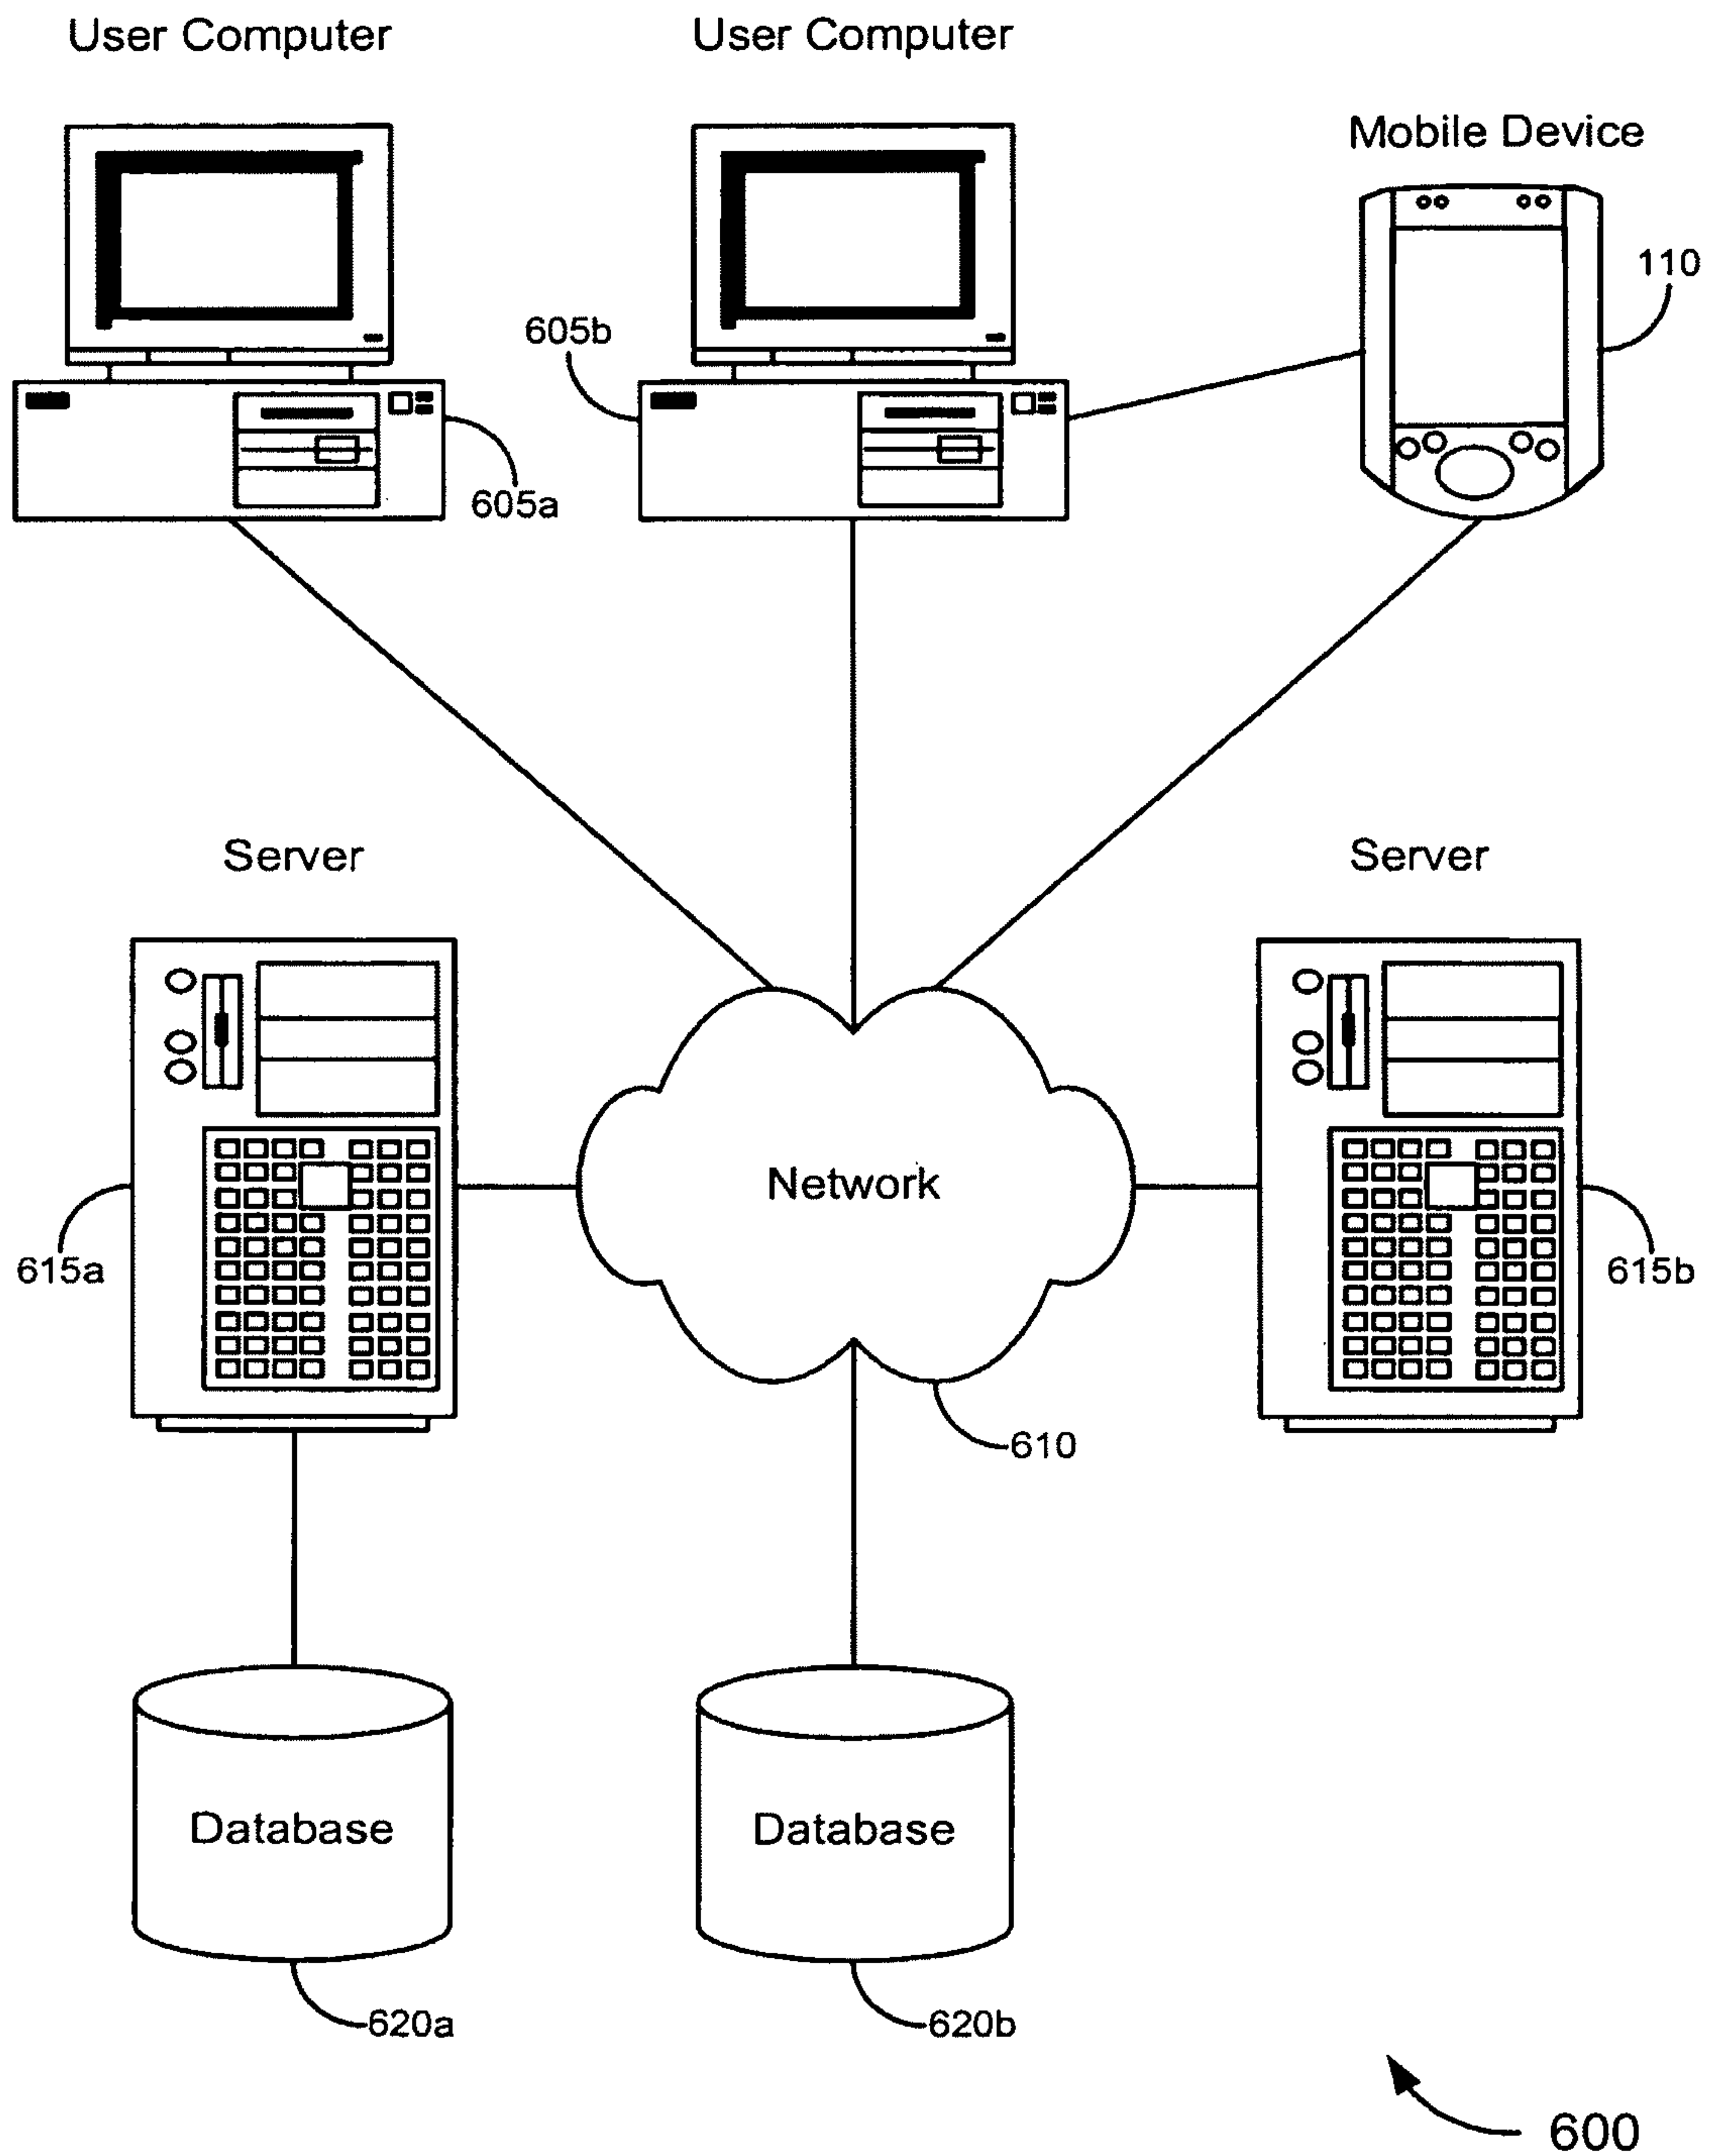 User Computer
User Computer
Mobile Device
110
605b
605a
Server
Server
Network
615a
615b
610
Database
Database
620a
620b
600